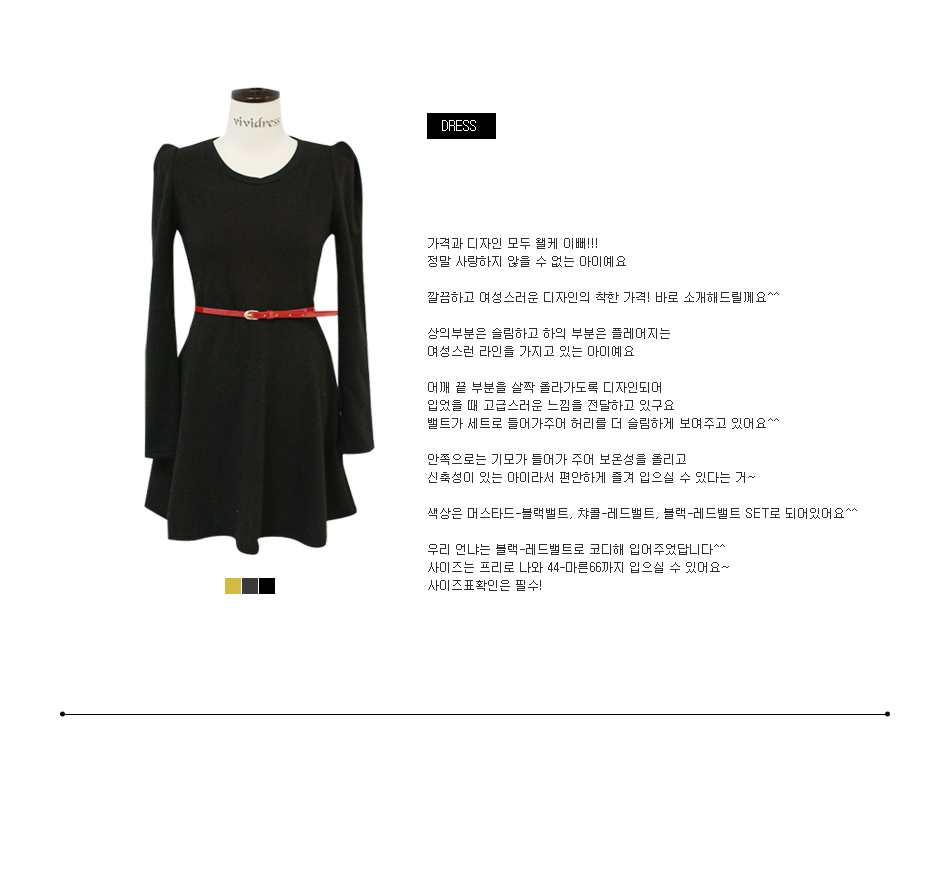 vividress
DRESS
가격과 디자인 모두 왤케 이뻐!!!
정말 사랑하지 않을 수 없는 아이예요
깔끔하고 여성스러운 디자인의 착한 가격! 바로 소개해드릴께요^^
상의부분은 슬림하고 하의 부분은 플레어지는
여성스런 라인을 가지고 있는 아이예요
어깨 끝 부분을 살짝 올라가도록 디자인되어
입었을 때 고급스러운 느낌을 전달하고 있구요
밸트가 세트로 들어가주어 허리를 더 슬림하게 보여주고 있어요^^
안쪽으로는 기모가 들어가 주어 보온성을 올리고
신축성이 있는 아이라서 편안하게 즐겨 입으실 수 있다는 거~
색상은 머스타드-블랙밸트, 챠콜-레드밸트, 블랙-레드밸트 SET로 되어있어요^^
우리 언냐는 블랙-레드밸트로 코디해 입어주었답니다^^
사이즈는 프리로 나와 44-마른66까지 입으실 수 있어요~
사이즈표확인은 필수!